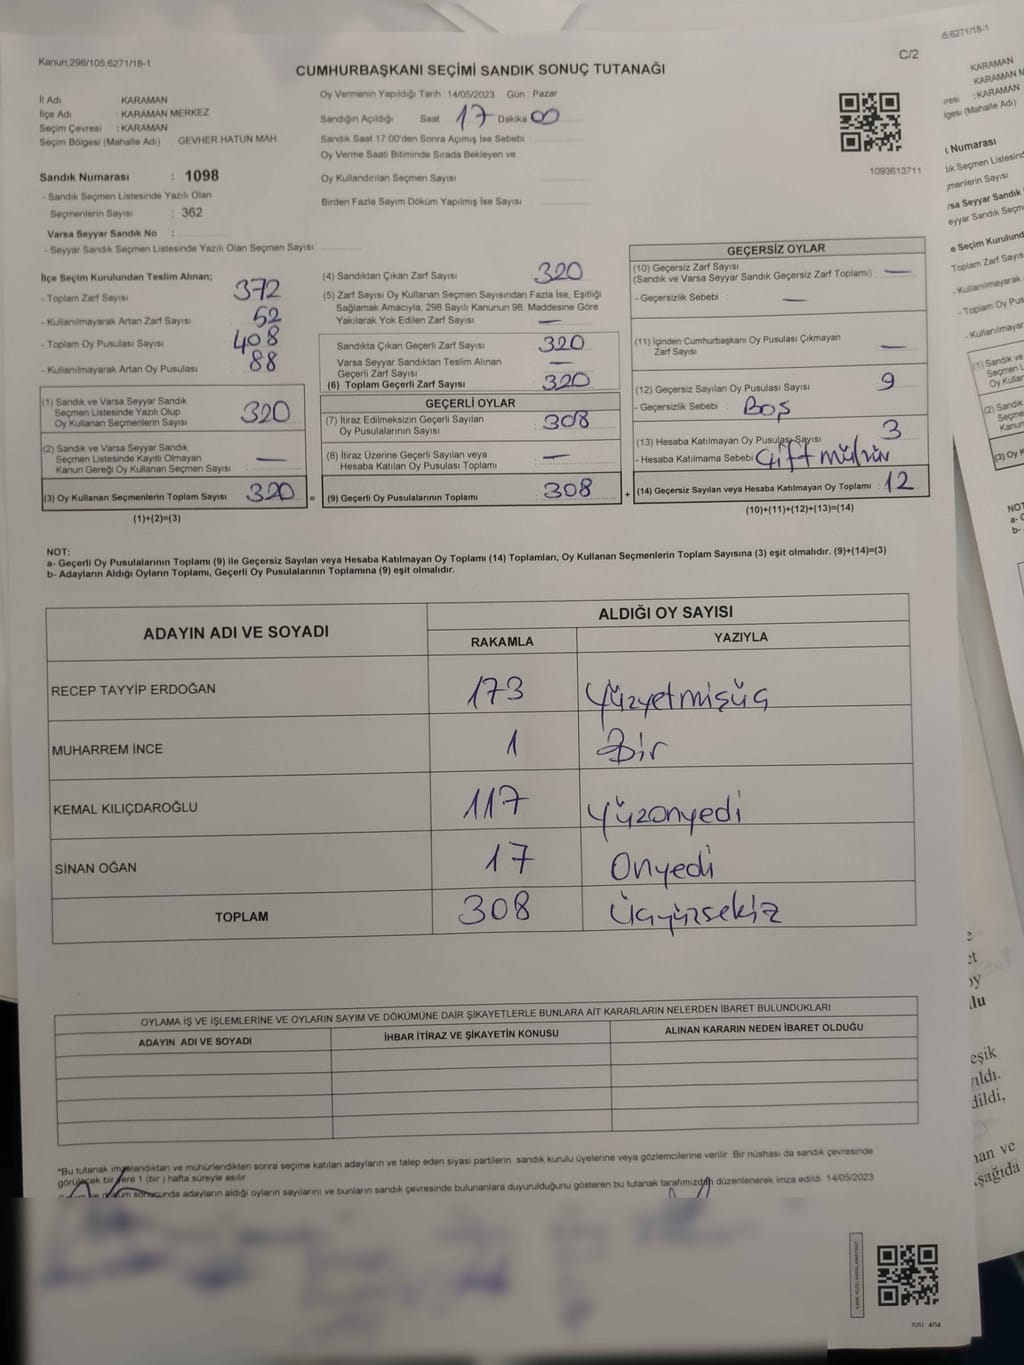 Kanun:298/105;6271/18-1
C/2
CUMHURBAŞKANI SEÇİMİ SANDIK SONUÇ TUTANAĞI
İl Adı : KARAMAN
İlçe Adı : KARAMAN MERKEZ
Seçim Çevresi : KARAMAN
Seçim Bölgesi (Mahalle Adı) GEVHER HATUN MAH
Sandık Numarası : 1098
- Sandık Seçmen Listesinde Yazılı Olan
Seçmenlerin Sayısı : 362
Varsa Seyyar Sandık No :
- Seyyar Sandık Seçmen Listesinde Yazılı Olan Seçmen Sayısı:
Oy Vermenin Yapıldığı Tarih : 14/05/2023 Gün : Pazar
Sandığın Açıldığı Saat 17 Dakika 00
Sandık Saat 17:00'den Sonra Açımış İse Sebebi
Oy Verme Saati Bitiminde Sırada Bekleyen ve
Oy Kullandırılan Seçmen Sayısı
Birden Fazla Sayım Döküm Yapılmış İse Sayısı
1093613711
İlçe Seçim Kurulundan Teslim Alınan;
- Toplam Zarf Sayısı 372
- Kullanılmayarak Artan Zarf Sayısı 52
- Toplam Oy Pusulası Sayısı 408
- Kullanılmayarak Artan Oy Pusulası 88
(1) Sandık ve Varsa Seyyar Sandık
Seçmen Listesinde Yazılı Olup
Oy Kullanan Seçmenlerin Sayısı 320
(2) Sandık ve Varsa Seyyar Sandık
Seçmen Listesinde Kayıtlı Olmayan
Kanun Gereği Oy Kullanan Seçmen Sayısı —
(3) Oy Kullanan Seçmenlerin Toplam Sayısı 320
(1)+(2)=(3)
(4) Sandıktan Çıkan Zarf Sayısı 320
(5) Zarf Sayısı Oy Kullanan Seçmen Sayısından Fazla İse, Eşitliği
Sağlamak Amacıyla, 298 Sayılı Kanunun 98. Maddesine Göre
Yakılarak Yok Edilen Zarf Sayısı —
Sandıkta Çıkan Geçerli Zarf Sayısı 320
Varsa Seyyar Sandıktan Teslim Alınan
Geçerli Zarf Sayısı —
(6) Toplam Geçerli Zarf Sayısı 320
GEÇERLİ OYLAR
(7) İtiraz Edilmeksizin Geçerli Sayılan
Oy Pusulalarının Sayısı 308
(8) İtiraz Üzerine Geçerli Sayılan veya
Hesaba Katılan Oy Pusulası Toplamı —
= (9) Geçerli Oy Pusulalarının Toplamı 308
GEÇERSİZ OYLAR
(10) Geçersiz Zarf Sayısı
(Sandık ve Varsa Seyyar Sandık Geçersiz Zarf Toplamı) : —
- Geçersizlik Sebebi : —
(11) İçinden Cumhurbaşkanı Oy Pusulası Çıkmayan
Zarf Sayısı —
(12) Geçersiz Sayılan Oy Pusulası Sayısı 9
- Geçersizlik Sebebi : Boş
(13) Hesaba Katılmayan Oy Pusulası Sayısı 3
- Hesaba Katılmama Sebebi Çift mühür
+ (14) Geçersiz Sayılan veya Hesaba Katılmayan Oy Toplamı : 12
(10)+(11)+(12)+(13)=(14)
NOT:
a- Geçerli Oy Pusulalarının Toplamı (9) ile Geçersiz Sayılan veya Hesaba Katılmayan Oy Toplamı (14) Toplamları, Oy Kullanan Seçmenlerin Toplam Sayısına (3) eşit olmalıdır. (9)+(14)=(3)
b- Adayların Aldığı Oyların Toplamı, Geçerli Oy Pusulalarının Toplamına (9) eşit olmalıdır.
ADAYIN ADI VE SOYADI ALDIĞI OY SAYISI
RAKAMLA YAZIYLA
RECEP TAYYİP ERDOĞAN 173 Yüzyetmişüç
MUHARREM İNCE 1 Bir
KEMAL KILIÇDAROĞLU 117 Yüzonyedi
SİNAN OĞAN 17 Onyedi
TOPLAM 308 Üçyüzsekiz
OYLAMA İŞ VE İŞLEMLERİNE VE OYLARIN SAYIM VE DÖKÜMÜNE DAİR ŞİKAYETLERLE BUNLARA AİT KARARLARIN NELERDEN İBARET BULUNDUKLARI
ADAYIN ADI VE SOYADI İHBAR İTİRAZ VE ŞİKAYETİN KONUSU ALINAN KARARIN NEDEN İBARET OLDUĞU
*Bu tutanak imzalandıktan ve mühürlendikten sonra seçime katılan adayların ve talep eden siyasi partilerin sandık kurulu üyelerine veya gözlemcilerine verilir. Bir nüshası da sandık çevresinde
görülecek bir yere 1 (bir ) hafta süreyle asılır.
döküm sonucunda adayların aldığı oyların sayılarını ve bunların sandık çevresinde bulunanlara duyurulduğunu gösteren bu tutanak tarafımızdan düzenlenerek imza edildi. 14/05/2023
KARAMAN
: KARAMAN
Numarası
eşik
dildi,